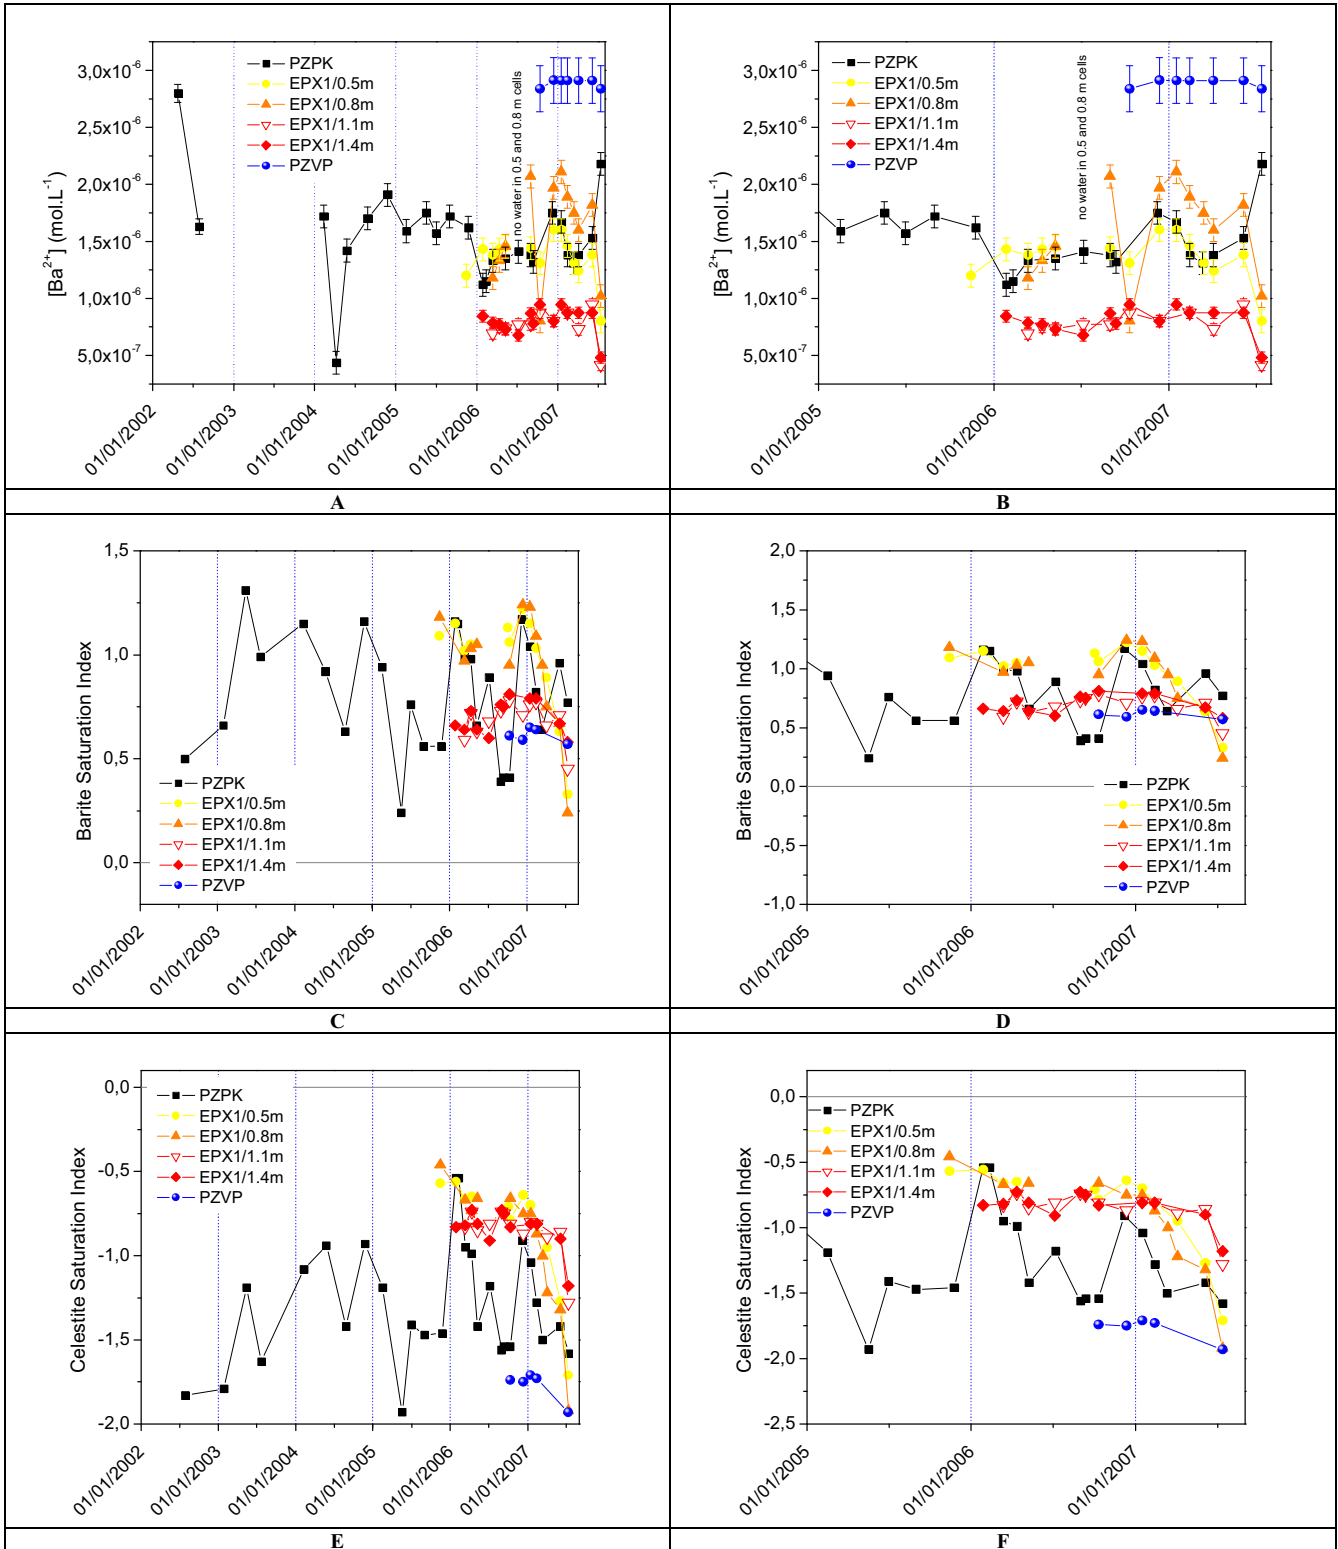 3,0x10⁻⁶
2,5x10⁻⁶
2,0x10⁻⁶
1,5x10⁻⁶
1,0x10⁻⁶
5,0x10⁻⁷
[Ba²⁺] (mol.L⁻¹)
PZPK
EPX1/0.5m
EPX1/0.8m
EPX1/1.1m
EPX1/1.4m
PZVP
no water in 0.5 and 0.8 m cells
01/01/2002
01/01/2003
01/01/2004
01/01/2005
01/01/2006
01/01/2007
A
3,0x10⁻⁶
2,5x10⁻⁶
2,0x10⁻⁶
1,5x10⁻⁶
1,0x10⁻⁶
5,0x10⁻⁷
[Ba²⁺] (mol.L⁻¹)
PZPK
EPX1/0.5m
EPX1/0.8m
EPX1/1.1m
EPX1/1.4m
PZVP
no water in 0.5 and 0.8 m cells
01/01/2005
01/01/2006
01/01/2007
B
1,5
1,0
0,5
0,0
Barite Saturation Index
PZPK
EPX1/0.5m
EPX1/0.8m
EPX1/1.1m
EPX1/1.4m
PZVP
01/01/2002
01/01/2003
01/01/2004
01/01/2005
01/01/2006
01/01/2007
C
2,0
1,5
1,0
0,5
0,0
-0,5
-1,0
Barite Saturation Index
PZPK
EPX1/0.5m
EPX1/0.8m
EPX1/1.1m
EPX1/1.4m
PZVP
01/01/2005
01/01/2006
01/01/2007
D
0,0
-0,5
-1,0
-1,5
-2,0
Celestite Saturation Index
PZPK
EPX1/0.5m
EPX1/0.8m
EPX1/1.1m
EPX1/1.4m
PZVP
01/01/2002
01/01/2003
01/01/2004
01/01/2005
01/01/2006
01/01/2007
E
0,0
-0,5
-1,0
-1,5
-2,0
-2,5
Celestite Saturation Index
PZPK
EPX1/0.5m
EPX1/0.8m
EPX1/1.1m
EPX1/1.4m
PZVP
01/01/2005
01/01/2006
01/01/2007
F